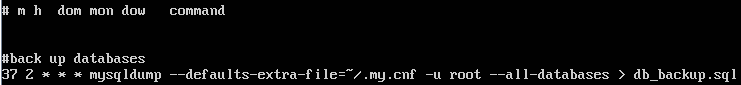 # m h  dom mon dow   command
#back up databases
37 2 * * * mysqldump --defaults-extra-file=~/.my.cnf -u root --all-databases > db_backup.sql